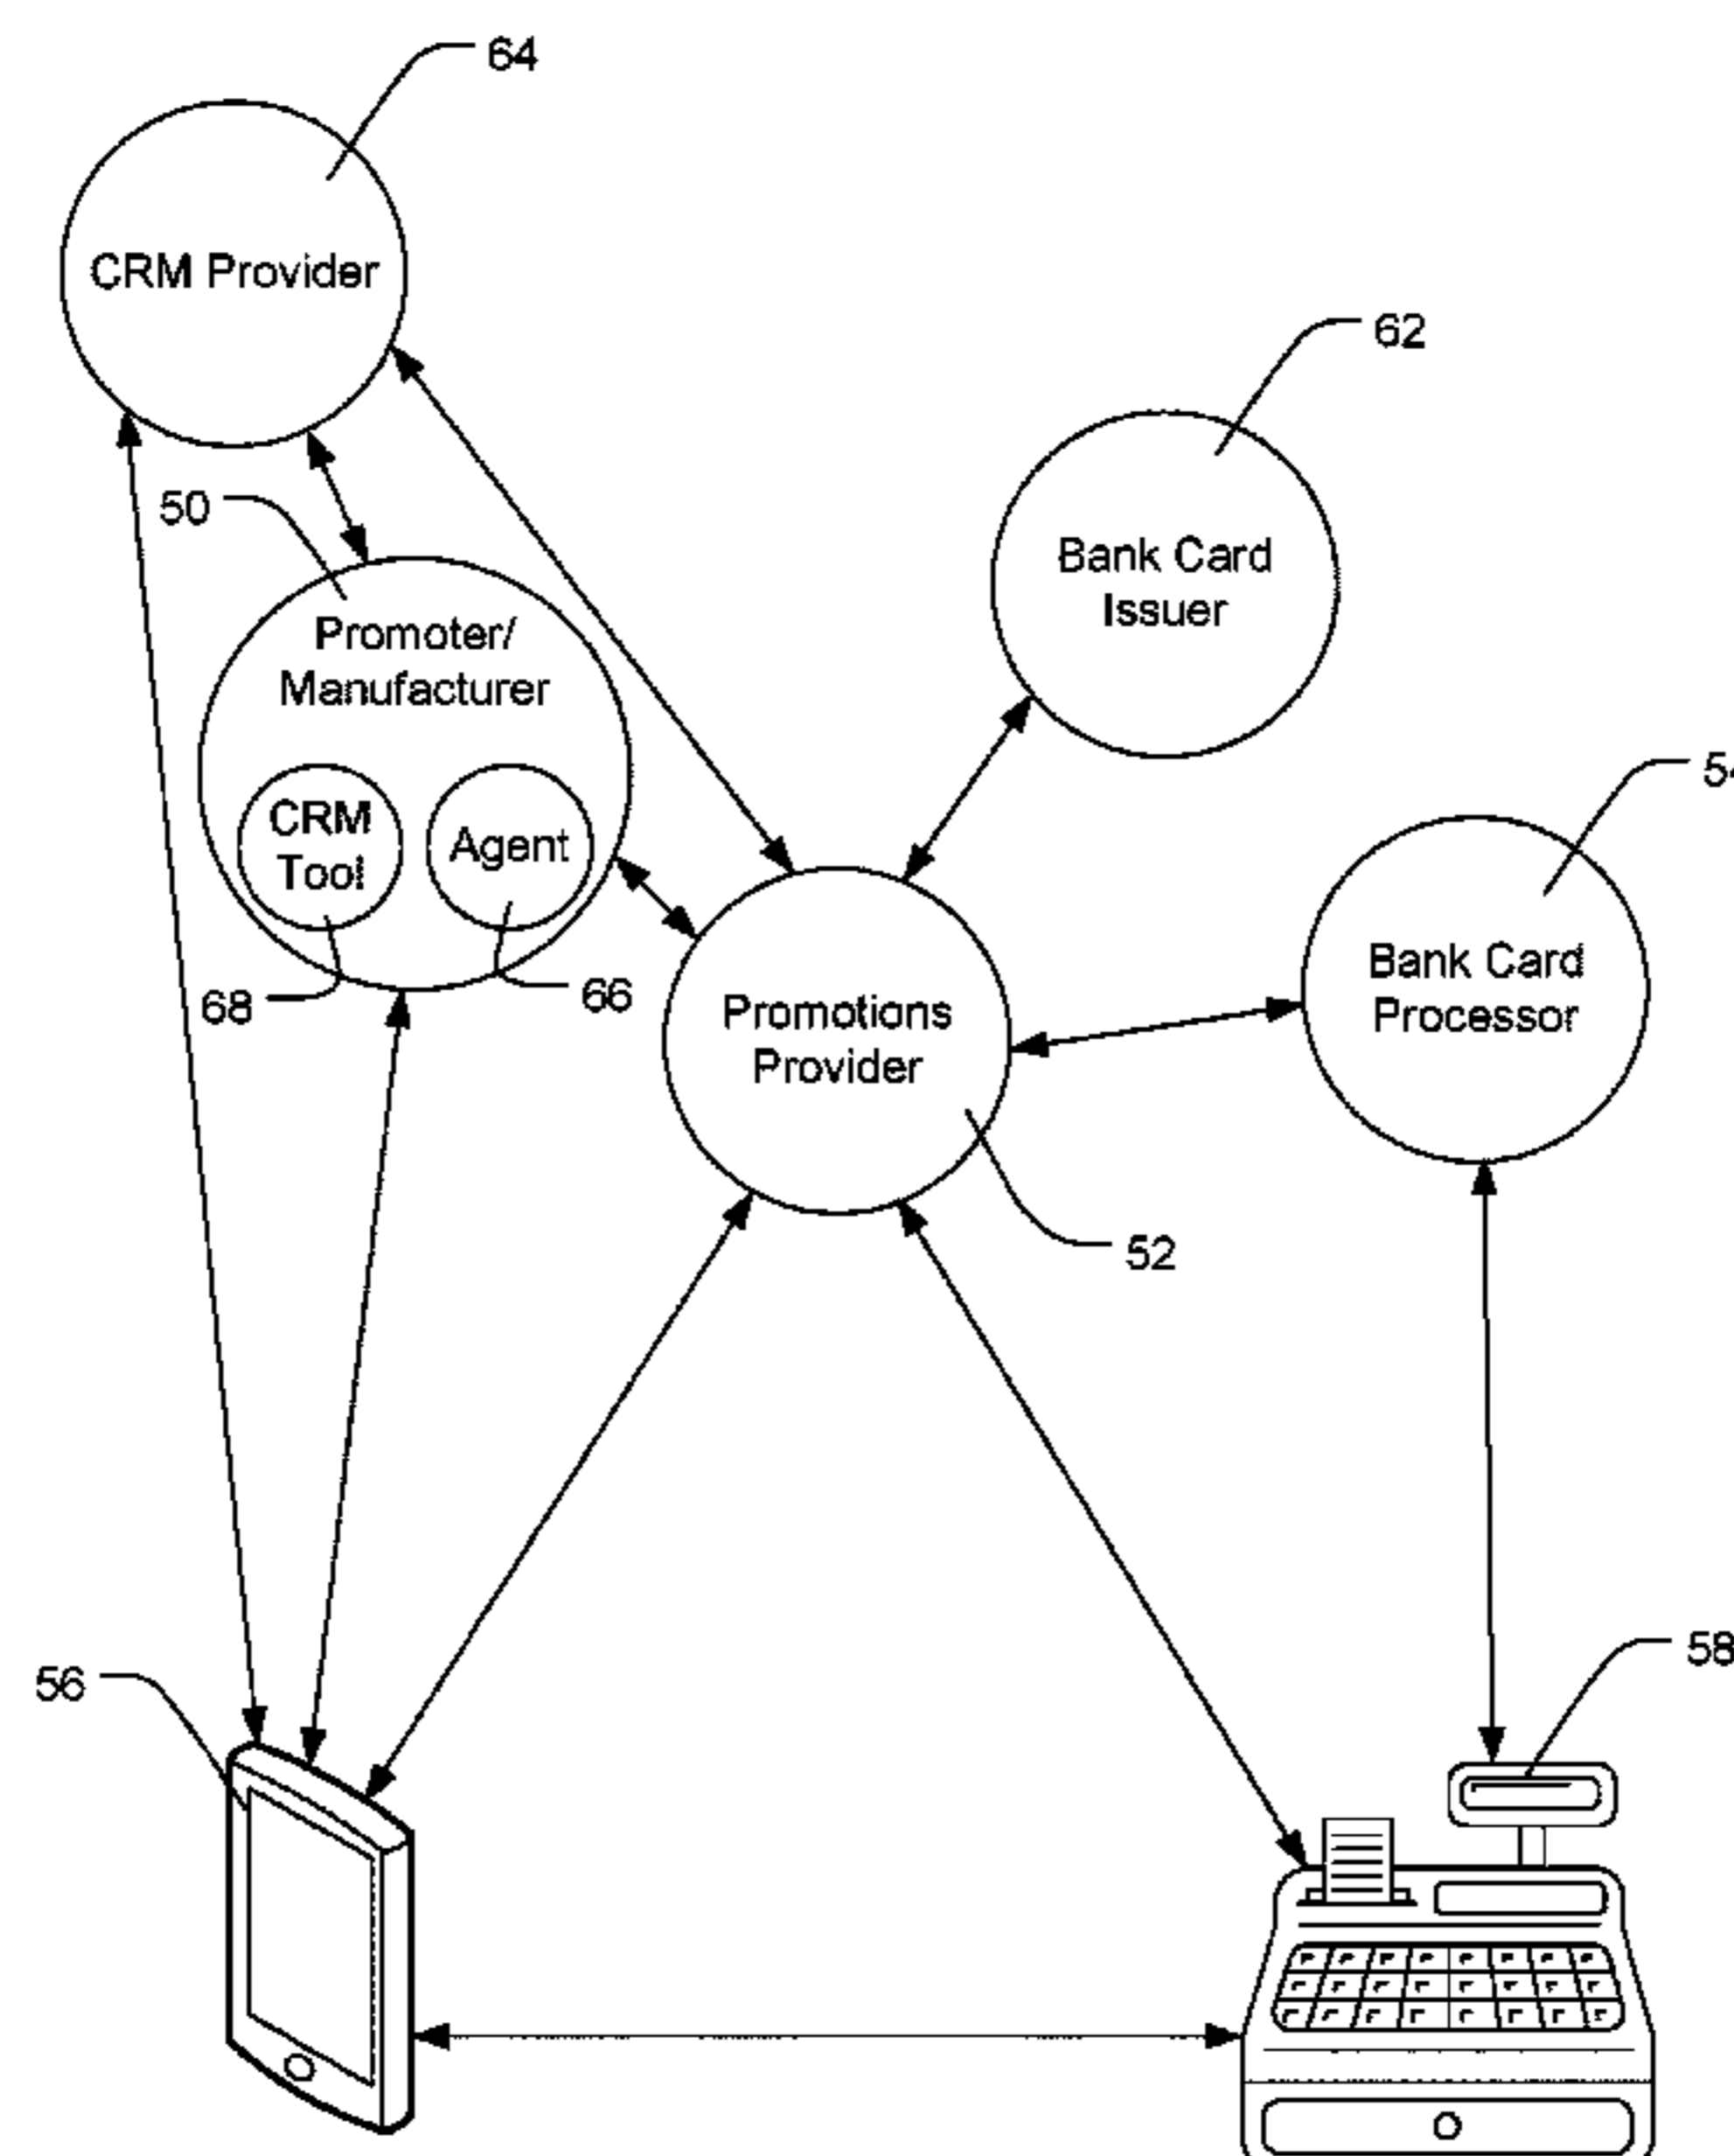 64
CRM Provider
62
50
Bank Card
Issuer
Promoter/
Manufacturer
CRM
Tool
Agent
Bank Card
Processor
68
66
Promotions
Provider
52
56
58